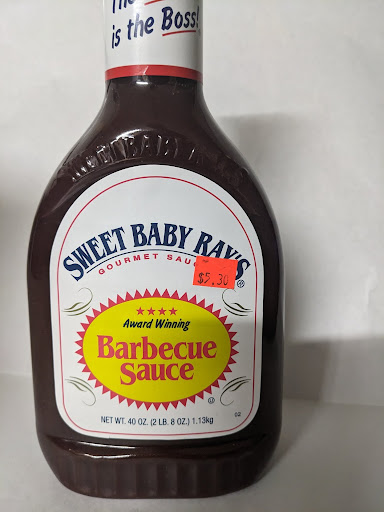 is the Boss!
SWEET BABY RAY'S
GOURMET SAUC
$5.30
®
Award Winning
Barbecue
Sauce
NET WT. 40 OZ. (2 LB. 8 OZ.) 1.13kg